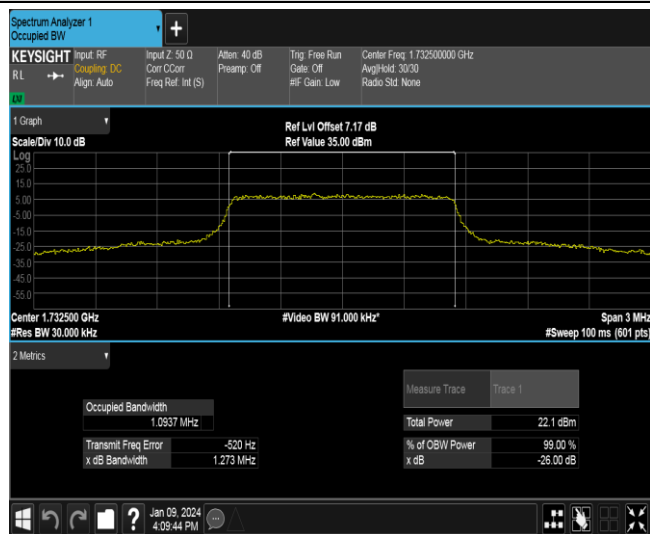 Spectrum Analyzer 1
Occupied BW
KEYSIGHT Input: RF Input Z: 50 Ω Atten: 40 dB Trig: Free Run Center Freq: 1.732500000 GHz
RL Coupling: DC Corr CCorr Preamp: Off Gate: Off Avg|Hold: 30/30
Align: Auto Freq Ref: Int (S) #IF Gain: Low Radio Std: None
LXI
1 Graph
Ref Lvl Offset 7.17 dB
Scale/Div 10.0 dB Ref Value 35.00 dBm
Log
25.0
15.0
5.00
-5.00
-15.0
-25.0
-35.0
-45.0
-55.0
Center 1.732500 GHz #Video BW 91.000 kHz* Span 3 MHz
#Res BW 30.000 kHz #Sweep 100 ms (601 pts)
2 Metrics
Measure Trace Trace 1
Occupied Bandwidth
1.0937 MHz Total Power 22.1 dBm
Transmit Freq Error -520 Hz % of OBW Power 99.00 %
x dB Bandwidth 1.273 MHz x dB -26.00 dB
Jan 09, 2024
4:09:44 PM